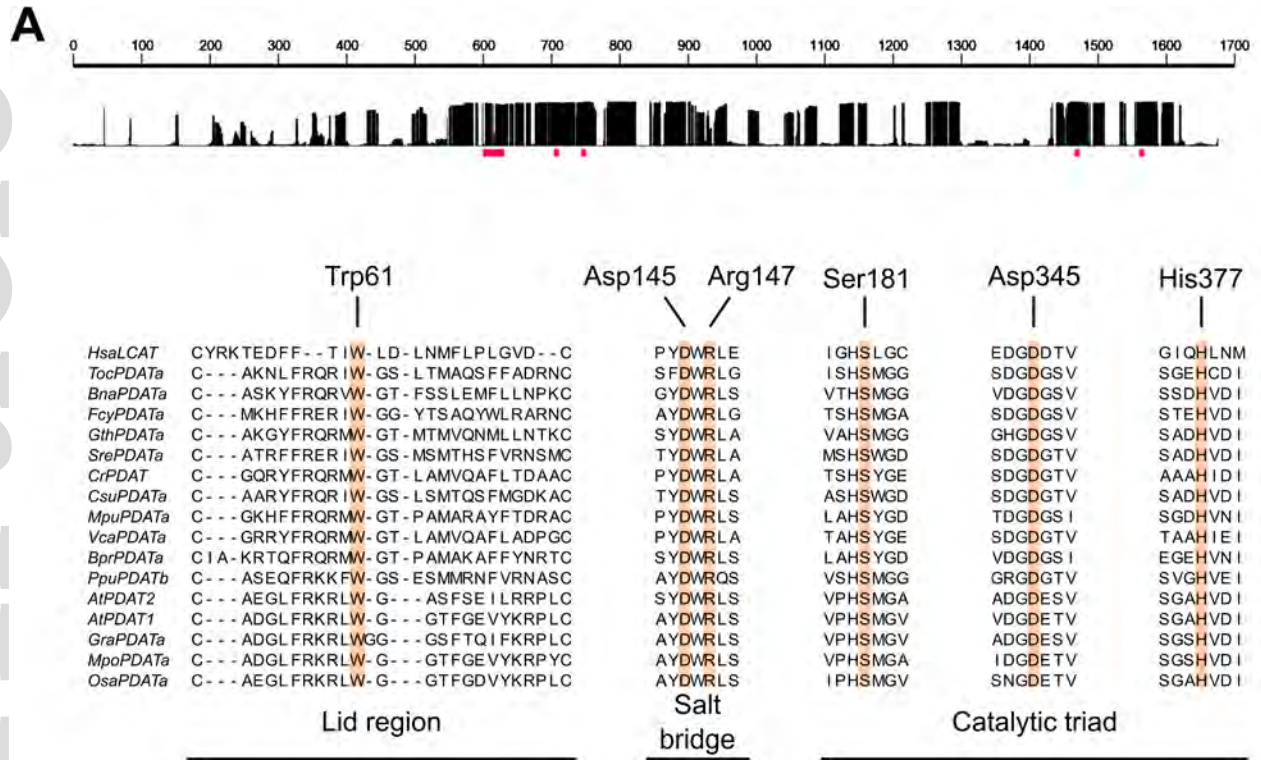 A
0 100 200 300 400 500 600 700 800 900 1000 1100 1200 1300 1400 1500 1600 1700
Trp61 Asp145 Arg147 Ser181 Asp345 His377
HsaLCAT CYRKTEDFF--TIW-LD-LNMFLPLGVD--C PYDWRLE IGHSLGC EDGDDTV GIQHLNM
TocPDATa C---AKNLFRQRIW-GS-LTMAQSFFADRNC SFDWRLG ISHSMGG SDGDGSV SGEHCDI
BnaPDATa C---ASKYFRQRVW-GT-FSSLEMFLLNPKC GYDWRLS VTHSMGG VDGDGSV SSDHVDI
FcyPDATa C---MKHFFRERIW-GG-YTSAQYWLRARNC AYDWRLG TSHSMGA SDGDGSV STEHVDI
GthPDATa C---AKGYFRQRMW-GT-MTMVQNMLLNTKC SYDWRLA VAHSMGG GHGDGSV SADHVDI
SrePDATa C---ATRFFRERIW-GS-MSMTHSFVRNSMC TYDWRLA MSHSWGD SDGDGTV SADHVDI
CrPDAT C---GQRYFRQRMW-GT-LAMVQAFLTDAAC PYDWRLA TSHSYGE SDGDGTV AAAHIDI
CsuPDATa C---AARYFRQRIW-GS-LSMTQSFMGDKAC TYDWRLS ASHSWGD SDGDGTV SADHVDI
MpuPDATa C---GKHFFRQRMW-GT-PAMARAYFTDRAC PYDWRLS LAHSYGD TDGDGSI SGDHVNI
VcaPDATa C---GRRYFRQRMW-GT-LAMVQAFLADPGC PYDWRLA TAHSYGE SDGDGTV TAAHIEI
BprPDATa CIA-KRTQFRQRMW-GT-PAMAKAFFYNRTC SYDWRLS LAHSYGD VDGDGSI EGEHVNI
PpuPDATb C---ASEQFRKKFW-GS-ESMMRNFVRNASC AYDWRQS VSHSMGG GRGDGTV SVGHVEI
AtPDAT2 C---AEGLFRKRLW-G---ASFSEILRRPLC SYDWRLS VPHSMGA ADGDESV SGAHVDI
AtPDAT1 C---ADGLFRKRLW-G---GTFGEVYKRPLC AYDWRLS VPHSMGV VDGDETV SGAHVDI
GraPDATa C---ADGLFRKRLWGG---GSFTQIFKRPLC AYDWRLS VPHSMGV ADGDESV SGSHVDI
MpoPDATa C---ADGLFRKRLW-G---GTFGEVYKRPYC AYDWRLS VPHSMGA IDGDETV SGSHVDI
OsaPDATa C---AEGLFRKRLW-G---GTFGDVYKRPLC AYDWRLS IPHSMGV SNGDETV SGAHVDI
Lid region Salt bridge Catalytic triad